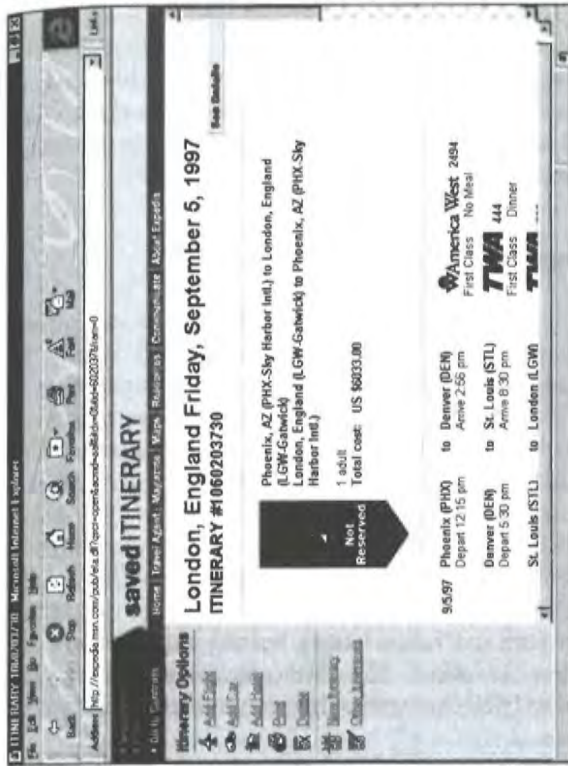 ITINERARY 1060203730 Microsoft Internet Explorer
File Edit View Go Favorites Help
Back Stop Refresh Home Search Favorites Print Font Mail
Address http://expedia.msn.com/pub/eta.dll? Links
saved ITINERARY
Go to Contents Home Travel Agent Magazine Maps Resources Communicate About Expedia
Itinerary Options
Add Flight
Add Car
Add Hotel
Print
Delete
New Itinerary
Other Itineraries
London, England Friday, September 5, 1997
ITINERARY #1060203730
See Details
Not
Reserved
Phoenix, AZ (PHX-Sky Harbor Intl.) to London, England
(LGW-Gatwick)
London, England (LGW-Gatwick) to Phoenix, AZ (PHX-Sky
Harbor Intl.)
1 adult
Total cost: US $6033.00
9/5/97 Phoenix (PHX) to Denver (DEN) America West 2494
Depart 12:15 pm Arrive 2:56 pm First Class No Meal
Denver (DEN) to St. Louis (STL) TWA 444
Depart 5:30 pm Arrive 8:30 pm First Class Dinner
St. Louis (STL) to London (LGW) TWA